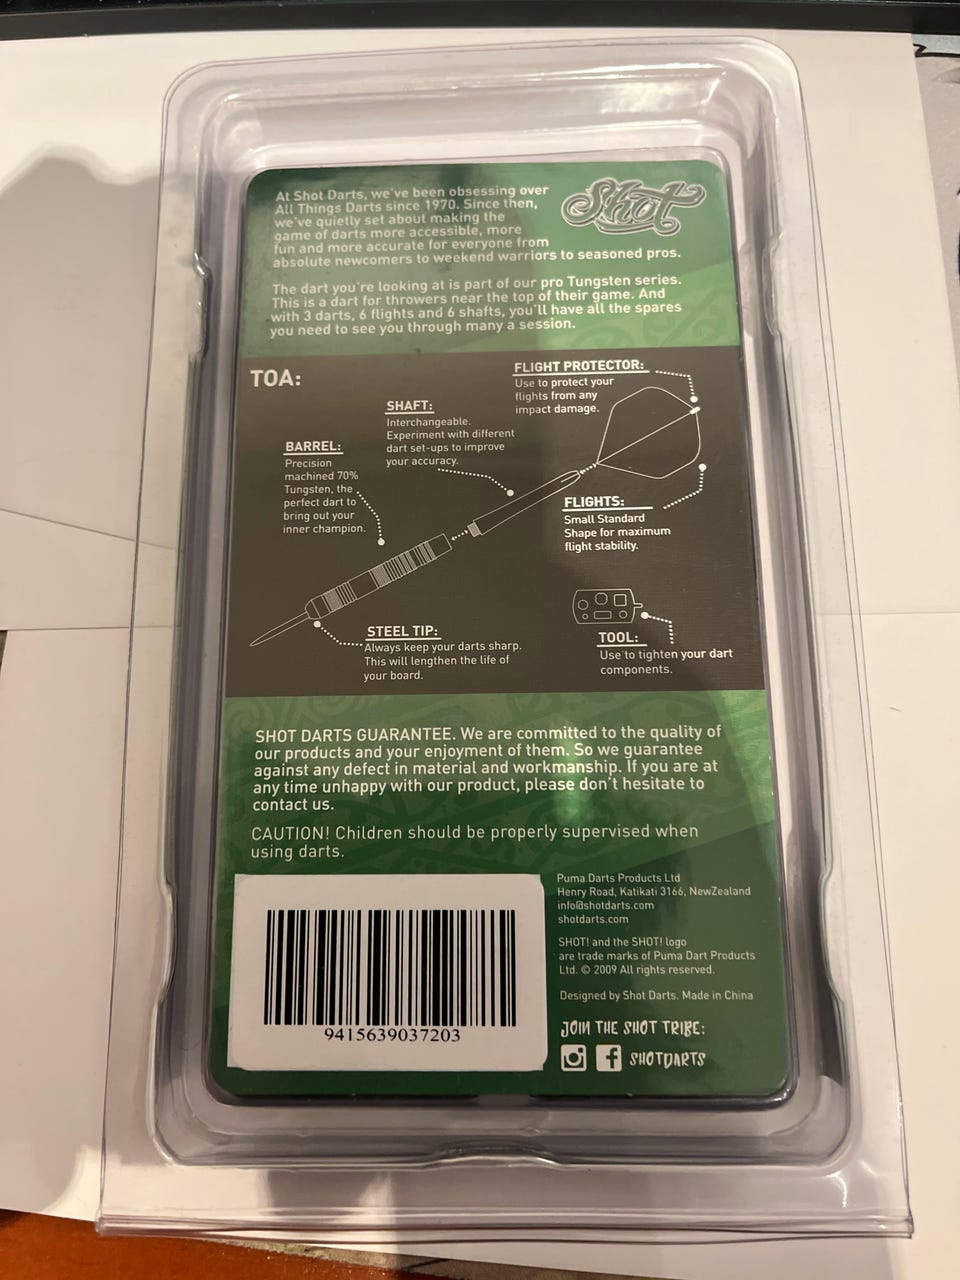 At Shot Darts, we've been obsessing over
All Things Darts since 1970. Since then,
we've quietly set about making the
game of darts more accessible, more
fun and more accurate for everyone from
absolute newcomers to weekend warriors to seasoned pros.
Shot
The dart you're looking at is part of our pro Tungsten series.
This is a dart for throwers near the top of their game. And
with 3 darts, 6 flights and 6 shafts, you'll have all the spares
you need to see you through many a session.
TOA:
FLIGHT PROTECTOR:
Use to protect your
flights from any
impact damage.
SHAFT:
Interchangeable.
Experiment with different
dart set-ups to improve
your accuracy.
BARREL:
Precision
machined 70%
Tungsten, the
perfect dart to
bring out your
inner champion.
FLIGHTS:
Small Standard
Shape for maximum
flight stability.
STEEL TIP:
Always keep your darts sharp.
This will lengthen the life of
your board.
TOOL:
Use to tighten your dart
components.
SHOT DARTS GUARANTEE. We are committed to the quality of
our products and your enjoyment of them. So we guarantee
against any defect in material and workmanship. If you are at
any time unhappy with our product, please don't hesitate to
contact us.
CAUTION! Children should be properly supervised when
using darts.
9415639037203
Puma Darts Products Ltd
Henry Road, Katikati 3166, NewZealand
info@shotdarts.com
shotdarts.com
SHOT! and the SHOT! logo
are trade marks of Puma Dart Products
Ltd. © 2009 All rights reserved.
Designed by Shot Darts. Made in China
JOIN THE SHOT TRIBE:
SHOTDARTS